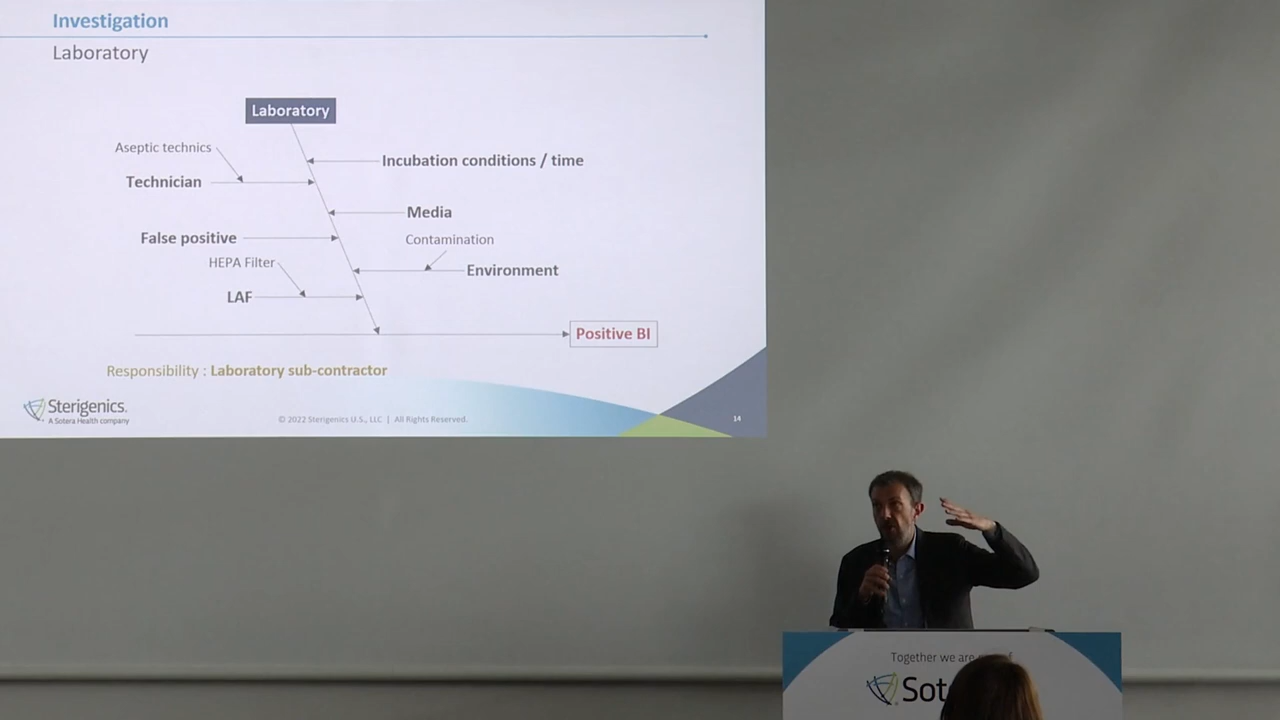 Investigation
Laboratory
Laboratory
Aseptic technics
Incubation conditions / time
Technician
Media
False positive
Contamination
HEPA Filter
Environment
LAF
Positive BI
Responsibility : Laboratory sub-contractor
Sterigenics.
A Sotera Health company
© 2022 Sterigenics U.S., LLC | All Rights Reserved.
14
Together we are
Sot